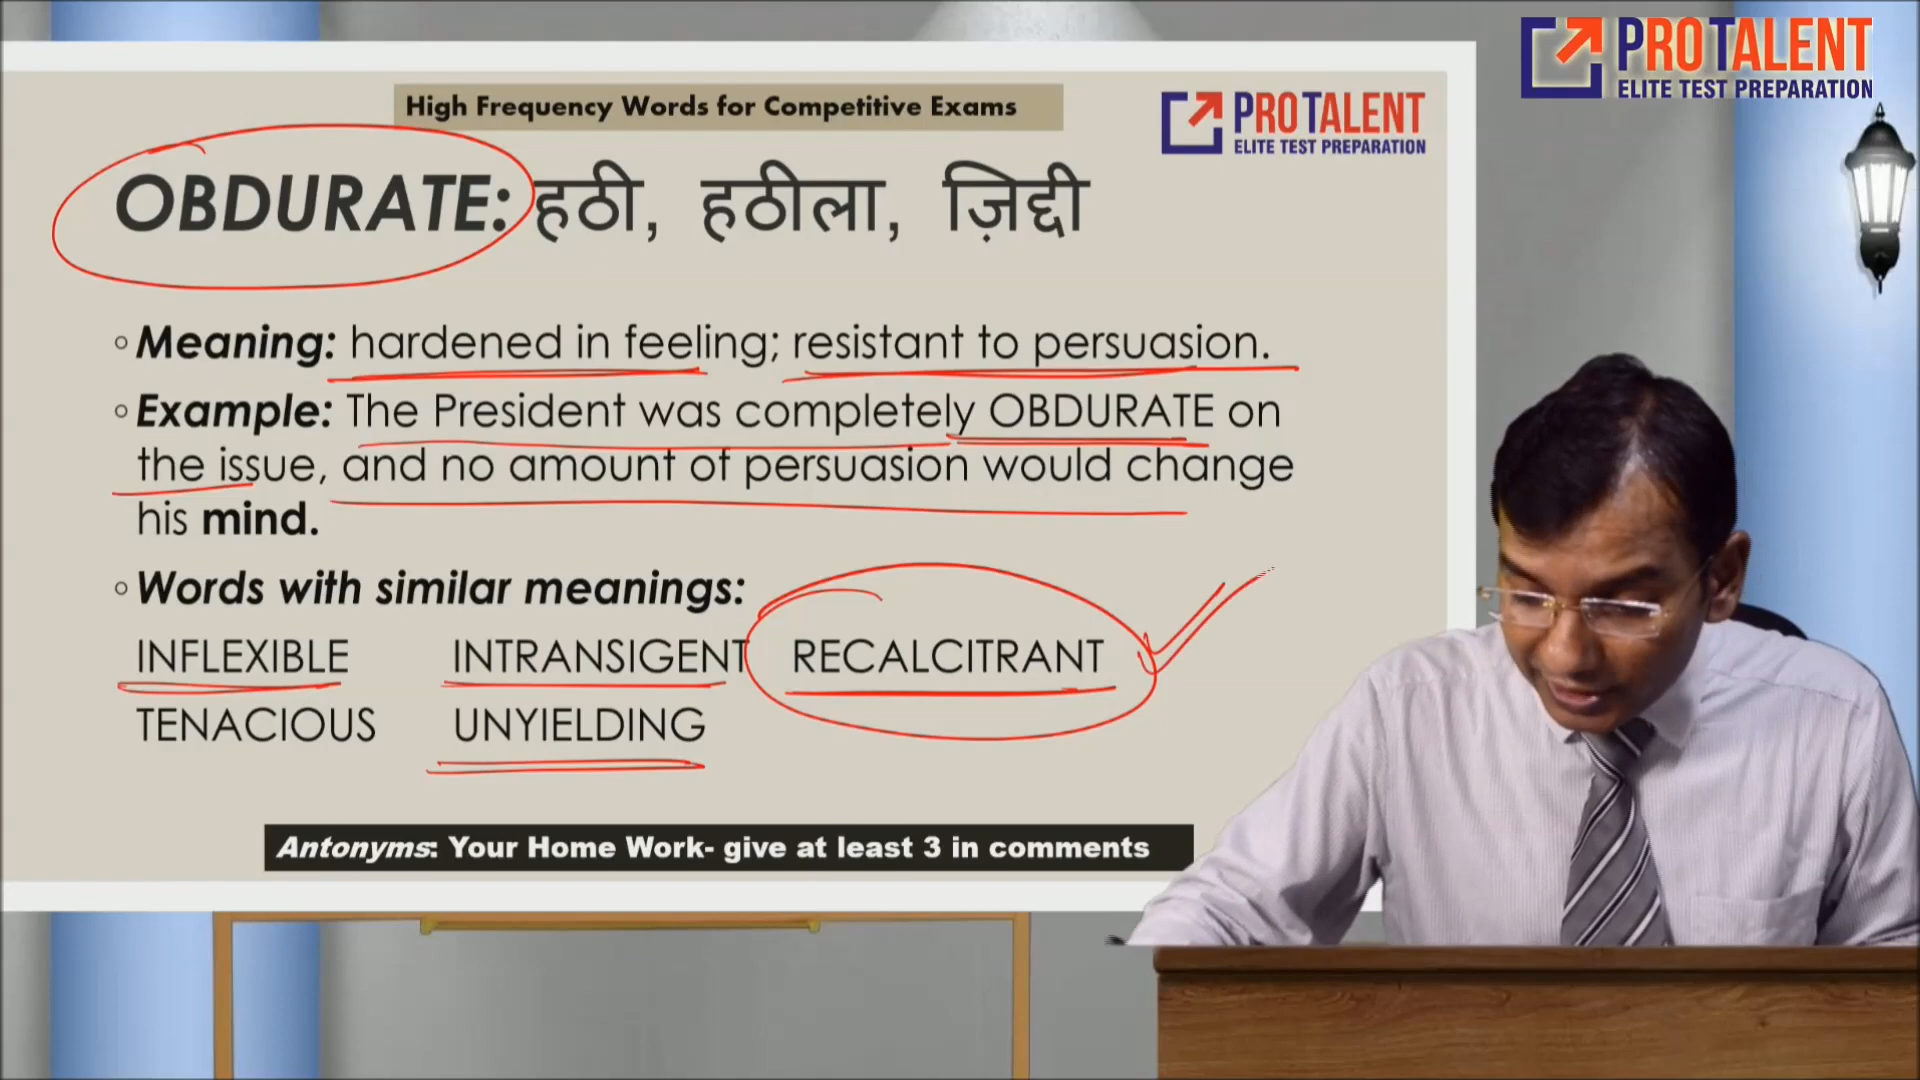 PROTALENT
ELITE TEST PREPARATION
High Frequency Words for Competitive Exams
PROTALENT
ELITE TEST PREPARATION
OBDURATE: हठी, हठीला, ज़िद्दी
Meaning: hardened in feeling; resistant to persuasion.
Example: The President was completely OBDURATE on
the issue, and no amount of persuasion would change
his mind.
Words with similar meanings:
INFLEXIBLE INTRANSIGENT RECALCITRANT
TENACIOUS UNYIELDING
Antonyms: Your Home Work- give at least 3 in comments